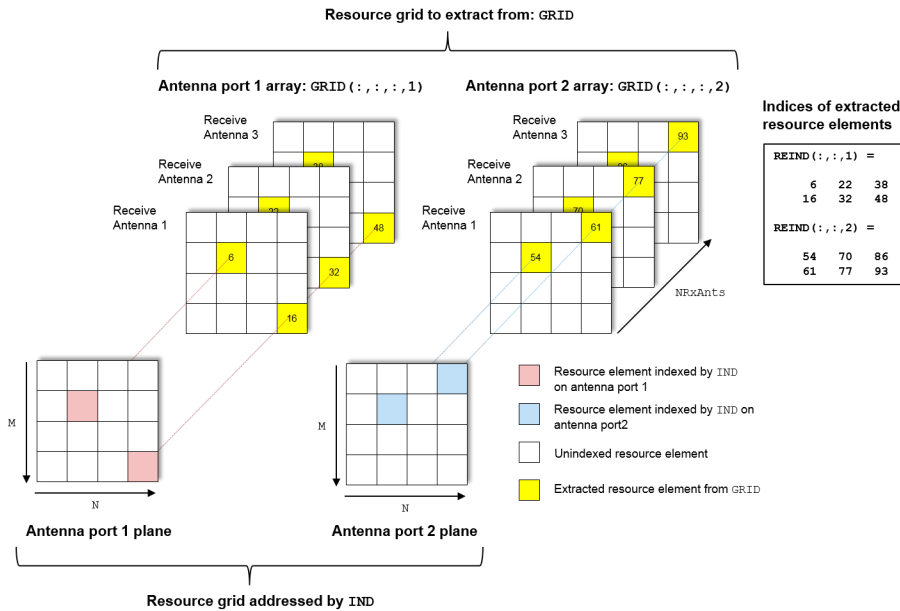 Resource grid to extract from: GRID
Antenna port 1 array: GRID(:,:,:,1)
Antenna port 2 array: GRID(:,:,:,2)
Indices of extracted
resource elements
Receive
Antenna 3
Receive
Antenna 2
Receive
Antenna 1
38
22
6
48
32
16
Receive
Antenna 3
Receive
Antenna 2
Receive
Antenna 1
93
86
77
70
61
54
NRxAnts
REIND(:,:,1) =
6 22 38
16 32 48
REIND(:,:,2) =
54 70 86
61 77 93
M
N
Antenna port 1 plane
M
N
Antenna port 2 plane
Resource element indexed by IND
on antenna port 1
Resource element indexed by IND on
antenna port2
Unindexed resource element
Extracted resource element from GRID
Resource grid addressed by IND